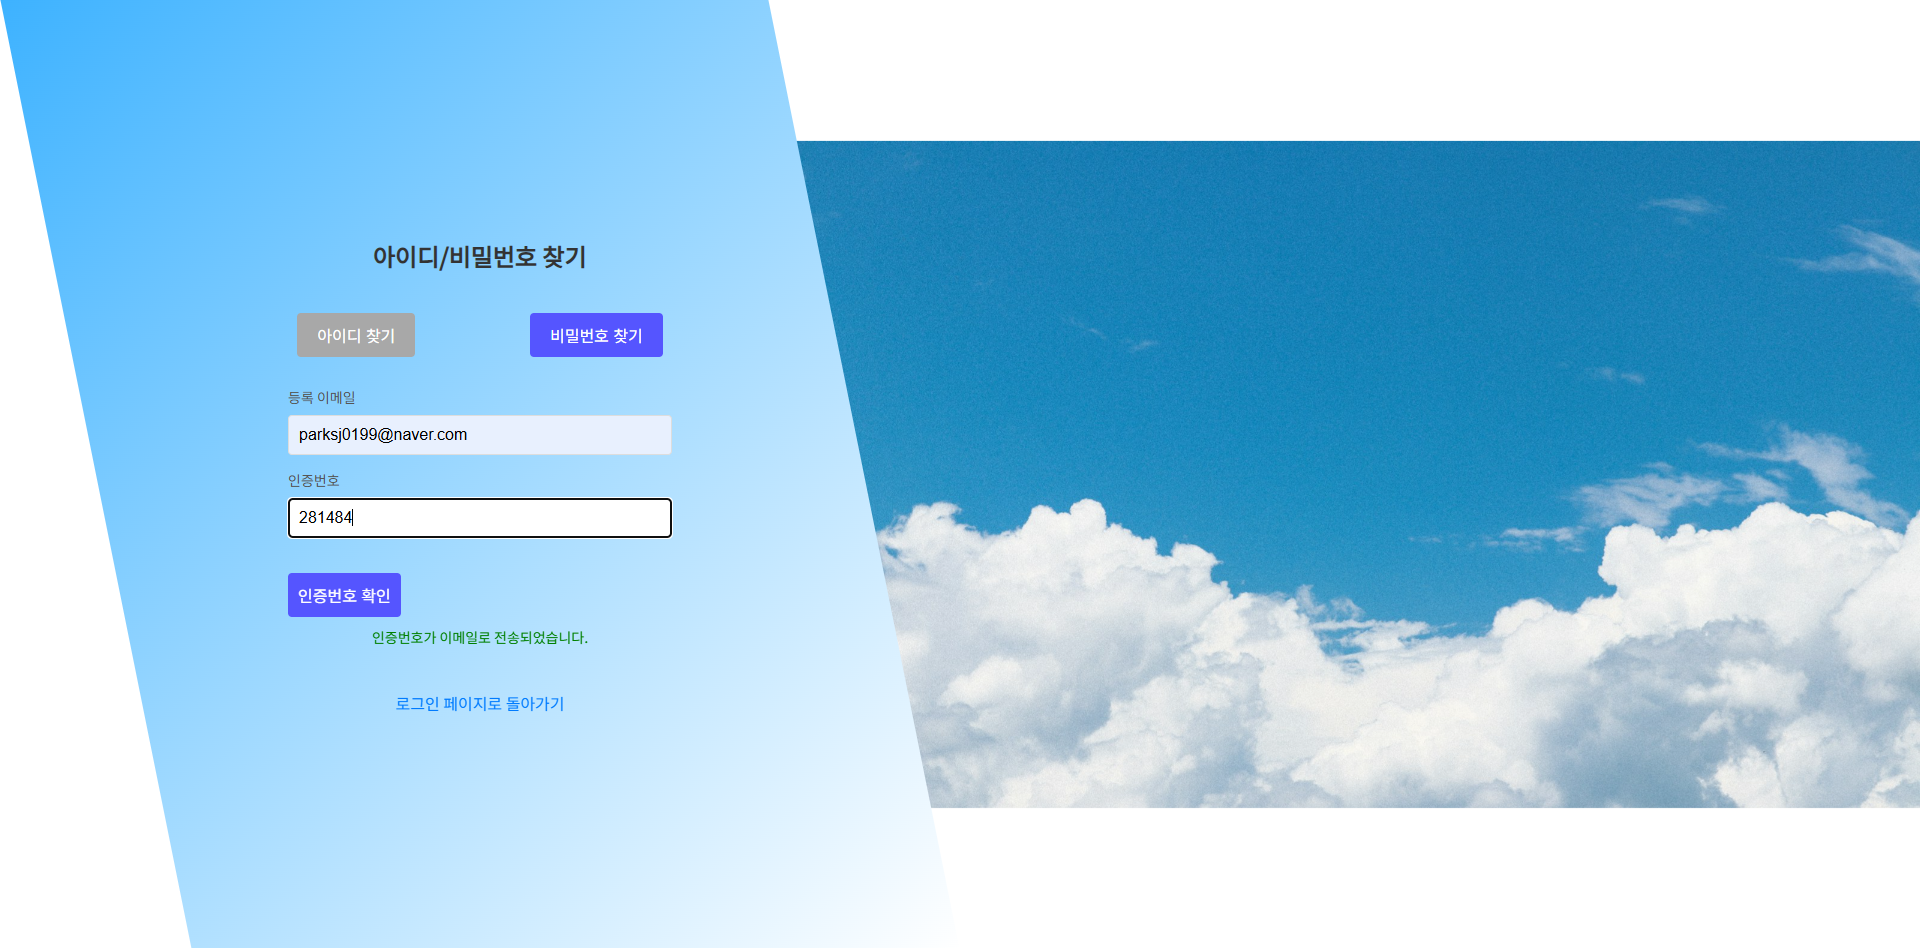 아이디/비밀번호 찾기
아이디 찾기
비밀번호 찾기
등록 이메일
parksj0199@naver.com
인증번호
281484
인증번호 확인
인증번호가 이메일로 전송되었습니다.
로그인 페이지로 돌아가기